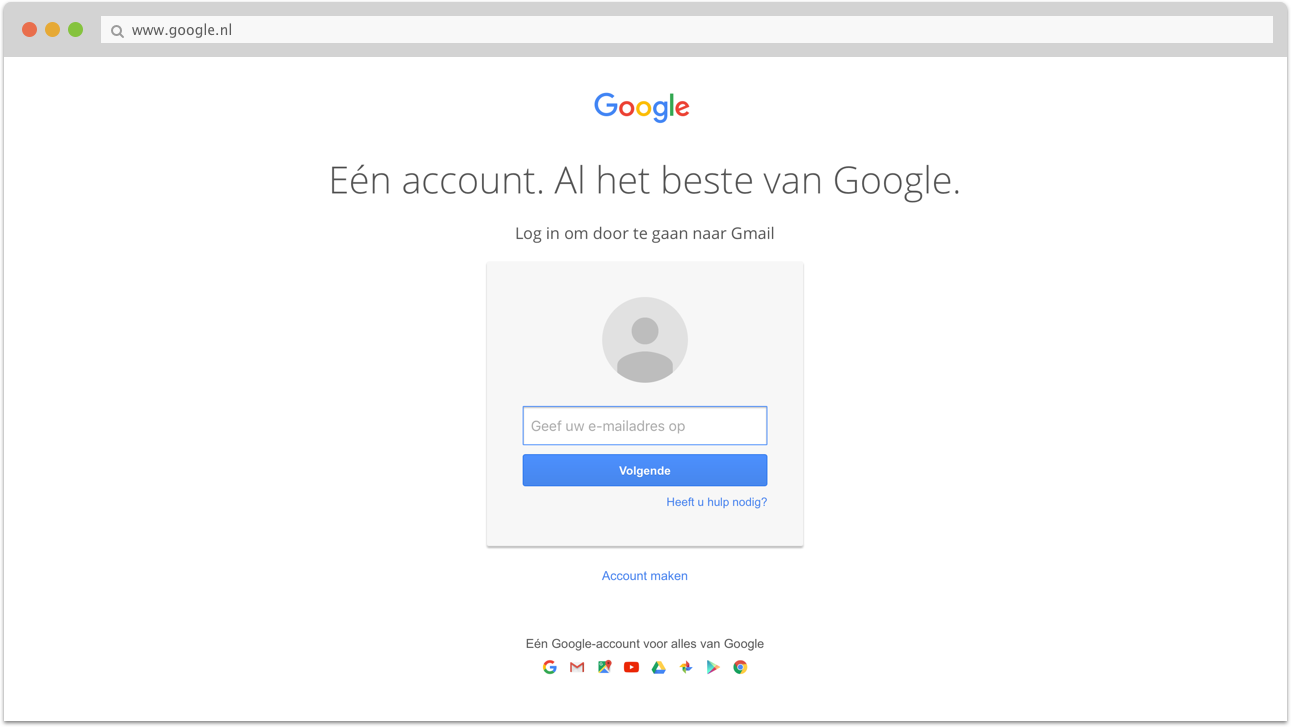 www.google.nl
Google
Eén account. Al het beste van Google.
Log in om door te gaan naar Gmail
Geef uw e-mailadres op
Volgende
Heeft u hulp nodig?
Account maken
Eén Google-account voor alles van Google